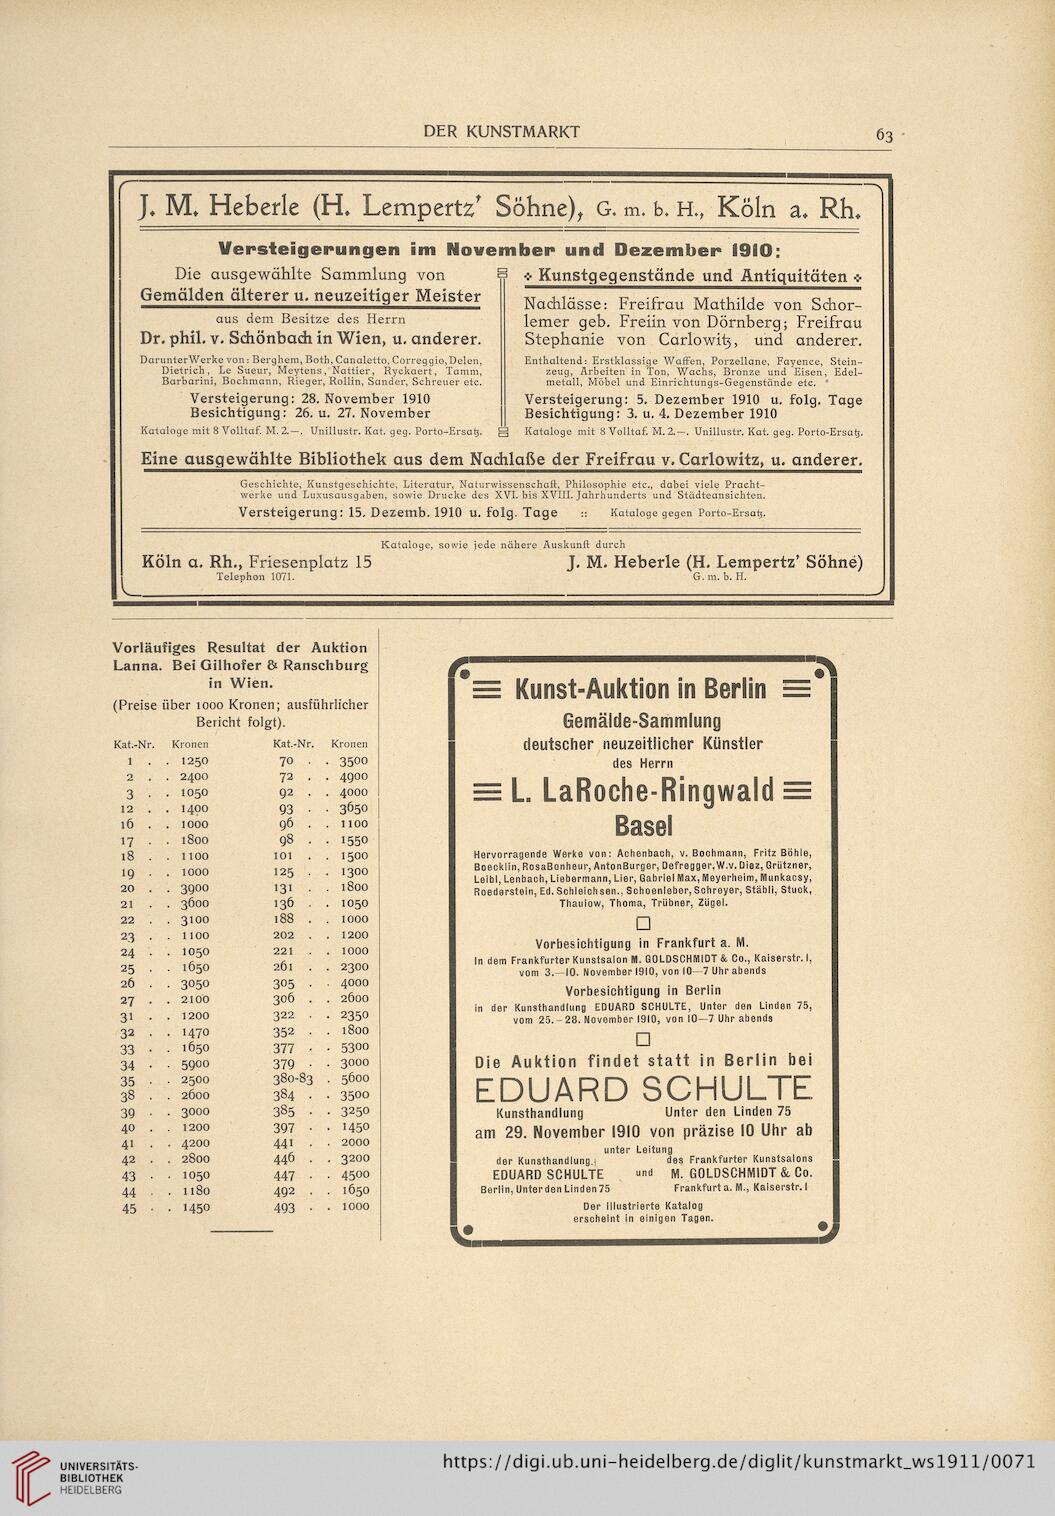 DER KUNSTMARKT
63
J. M. Heberle (H. Lempertz' Söhne), G. m. b. H., Köln a. Rh.
Versteigerungen im November und Dezember 1910:
Die ausgewählte Sammlung von
Gemälden älterer u. neuzeitiger Meister
aus dem Besitze des Herrn
Dr. phil. v. Schönbach in Wien, u. anderer.
Darunter Werke von: Berghem, Both, Canaletto, Correggio, Delen,
Dietrich, Le Sueur, Meytens, Nattier, Ryckaert, Tamm,
Barbarini, Bochmann, Rieger, Rollin, Sander, Schreuer etc.
Versteigerung: 28. November 1910
Besichtigung: 26. u. 27. November
Kataloge mit 8 Volltaf. M. 2.—. Unillustr. Kat. geg. Porto-Ersatz.
Kunstgegenstände und Antiquitäten
Nachlässe: Freifrau Mathilde von Schor-
lemer geb. Freiin von Dörnberg; Freifrau
Stephanie von Carlowitz, und anderer.
Enthaltend: Erstklassige Waffen, Porzellane, Fayence, Stein-
zeug, Arbeiten in Ton, Wachs, Bronze und Eisen, Edel-
metall, Möbel und Einrichtungs-Gegenstände etc.
Versteigerung: 5. Dezember 1910 u. folg. Tage
Besichtigung: 3. u. 4. Dezember 1910
Kataloge mit 8 Volltaf. M. 2.—. Unillustr. Kat. geg. Porto-Ersatz.
Eine ausgewählte Bibliothek aus dem Nachlaße der Freifrau v. Carlowitz, u. anderer.
Geschichte, Kunstgeschichte, Literatur, Naturwissenschaft, Philosophie etc., dabei viele Pracht-
werke und Luxusausgaben, sowie Drucke des XVI. bis XVIII. Jahrhunderts und Städteansichten.
Versteigerung: 15. Dezemb. 1910 u. folg. Tage :: Kataloge gegen Porto-Ersatz.
Kataloge, sowie jede nähere Auskunft durch
Köln a. Rh., Friesenplatz 15
Telephon 1071.
J. M. Heberle (H. Lempertz' Söhne)
G. m. b. H.
Vorläufiges Resultat der Auktion
Lanna. Bei Gilhofer & Ranschburg
in Wien.
(Preise über 1000 Kronen; ausführlicher
Bericht folgt).
Kat.-Nr. Kronen Kat.-Nr. Kronen
1 . . 1250 70 . . 3500
2 . . 2400 72 . . 4900
3 . . 1050 92 . . 4000
12 . . 1400 93 . . 3650
16 . . 1000 96 . . 1100
17 . . 1800 98 . . 1550
18 . . 1100 101 . . 1500
19 . . 1000 125 . . 1300
20 . . 3900 131 . . 1800
21 . . 3600 136 . . 1050
22 . . 3100 188 . . 1000
23 . . 1100 202 . . 1200
24 . . 1050 221 . . 1000
25 . . 1650 261 . . 2300
26 . . 3050 305 . . 4000
27 . . 2100 306 . . 2600
31 . . 1200 322 . . 2350
32 . . 1470 352 . . 1800
33 . . 1650 377 . . 5300
34 . . 5900 379 . . 3000
35 . . 2500 380-83 . 5600
38 . . 2600 384 . . 3500
39 . . 3000 385 . . 3250
40 . . 1200 397 . . 1450
41 . . 4200 441 . . 2000
42 . . 2800 446 . . 3200
43 . . 1050 447 . . 4500
44 . . 1180 492 . . 1650
45 . . 1450 493 . . 1000
Kunst-Auktion in Berlin
Gemälde-Sammlung
deutscher neuzeitlicher Künstler
des Herrn
L. LaRoche-Ringwald
Basel
Hervorragende Werke von: Achenbach, v. Bochmann, Fritz Böhle,
Boecklin, Rosa Bonheur, Anton Burger, Defregger, W. v. Diez, Grützner,
Leibl, Lenbach, Liebermann, Lier, Gabriel Max, Meyerheim, Munkacsy,
Roederstein, Ed. Schleich sen., Schoenleber, Schreyer, Stäbli, Stuck,
Thaulow, Thoma, Trübner, Zügel.
Vorbesichtigung in Frankfurt a. M.
In dem Frankfurter Kunstsalon M. GOLDSCHMIDT & Co., Kaiserstr. 1,
vom 3.—10. November 1910, von 10—7 Uhr abends
Vorbesichtigung in Berlin
in der Kunsthandlung EDUARD SCHULTE, Unter den Linden 75,
vom 25.—28. November 1910, von 10—7 Uhr abends
Die Auktion findet statt in Berlin bei
EDUARD SCHULTE
Kunsthandlung Unter den Linden 75
am 29. November 1910 von präzise 10 Uhr ab
unter Leitung
der Kunsthandlung des Frankfurter Kunstsalons
EDUARD SCHULTE und M. GOLDSCHMIDT & Co.
Berlin, Unter den Linden 75 Frankfurt a. M., Kaiserstr. 1
Der illustrierte Katalog
erscheint in einigen Tagen.
UNIVERSITÄTS-
BIBLIOTHEK
HEIDELBERG
https://digi.ub.uni-heidelberg.de/diglit/kunstmarkt_ws1911/0071